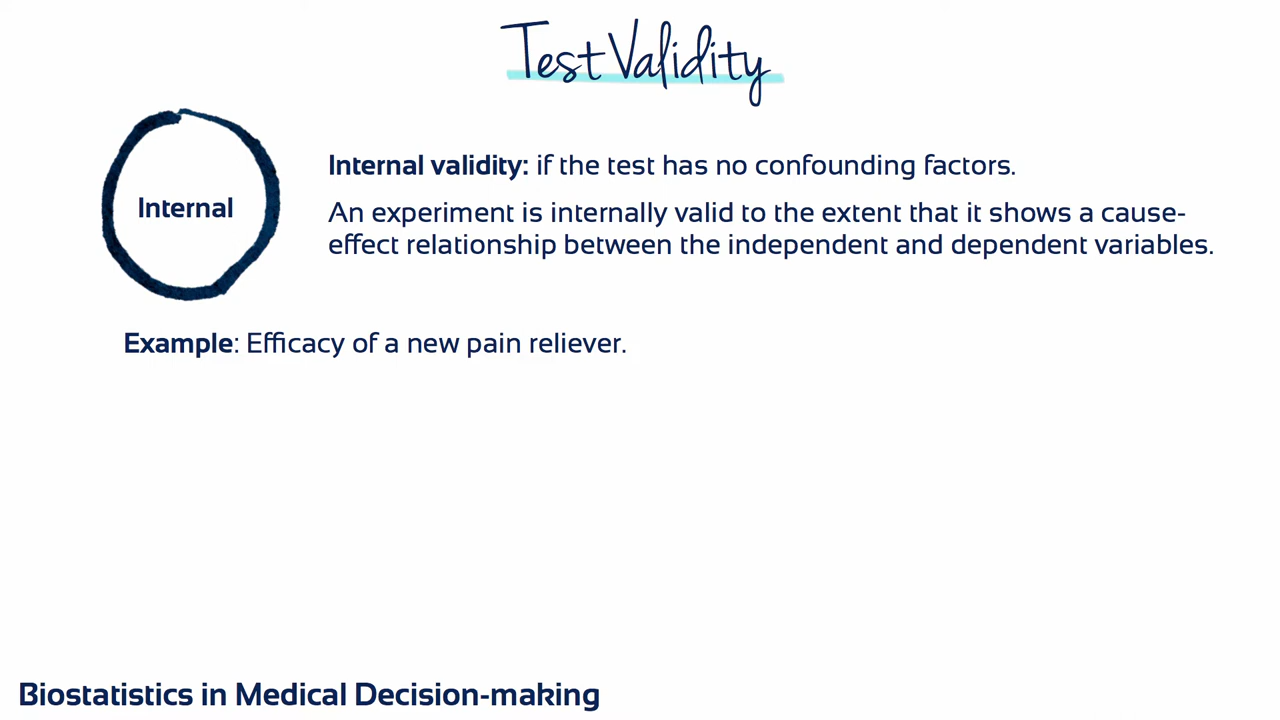 Test Validity
Internal
Internal validity: if the test has no confounding factors.
An experiment is internally valid to the extent that it shows a cause-
effect relationship between the independent and dependent variables.
Example: Efficacy of a new pain reliever.
Biostatistics in Medical Decision-making